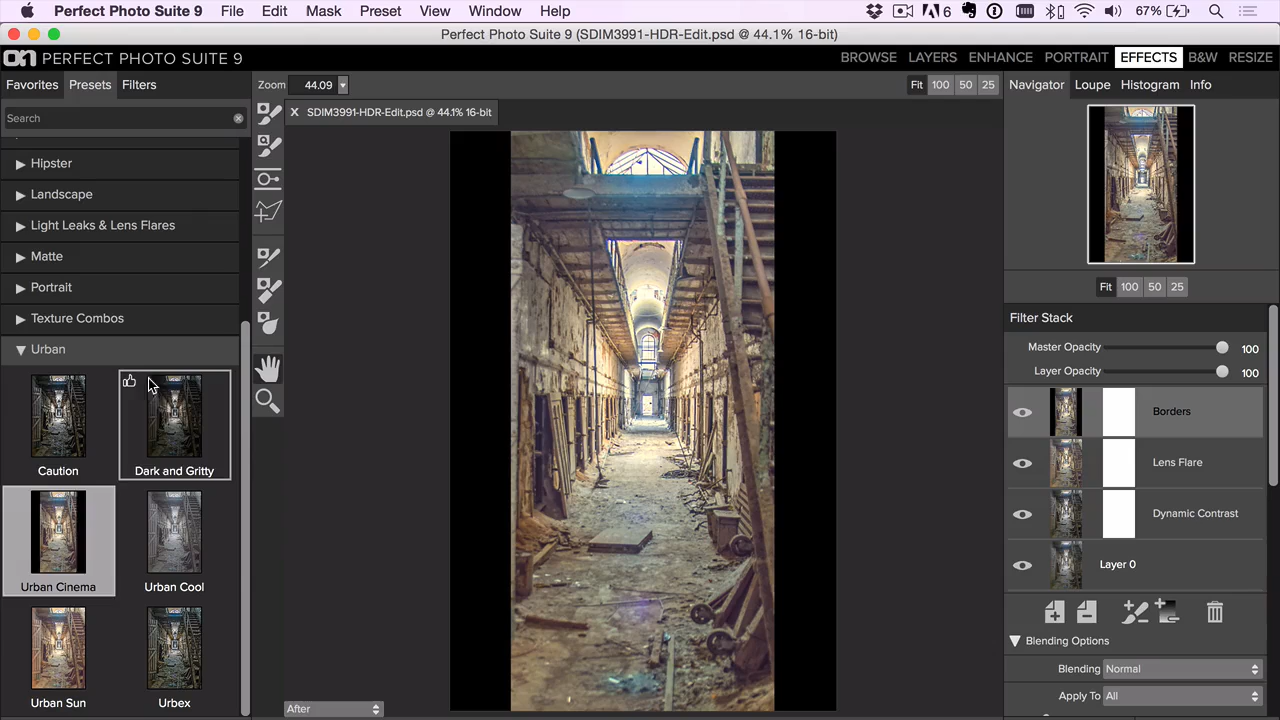 Perfect Photo Suite 9 File Edit Mask Preset View Window Help 6 67%
Perfect Photo Suite 9 (SDIM3991-HDR-Edit.psd @ 44.1% 16-bit)
on PERFECT PHOTO SUITE 9 BROWSE LAYERS ENHANCE PORTRAIT EFFECTS B&W RESIZE
Favorites Presets Filters Zoom 44.09 Fit 100 50 25 Navigator Loupe Histogram Info
Search X SDIM3991-HDR-Edit.psd @ 44.1% 16-bit
Hipster
Landscape
Light Leaks & Lens Flares
Matte
Portrait
Texture Combos
Urban
Caution Dark and Gritty
Urban Cinema Urban Cool
Urban Sun Urbex
After
Fit 100 50 25
Filter Stack
Master Opacity 100
Layer Opacity 100
Borders
Lens Flare
Dynamic Contrast
Layer 0
Blending Options
Blending Normal
Apply To All